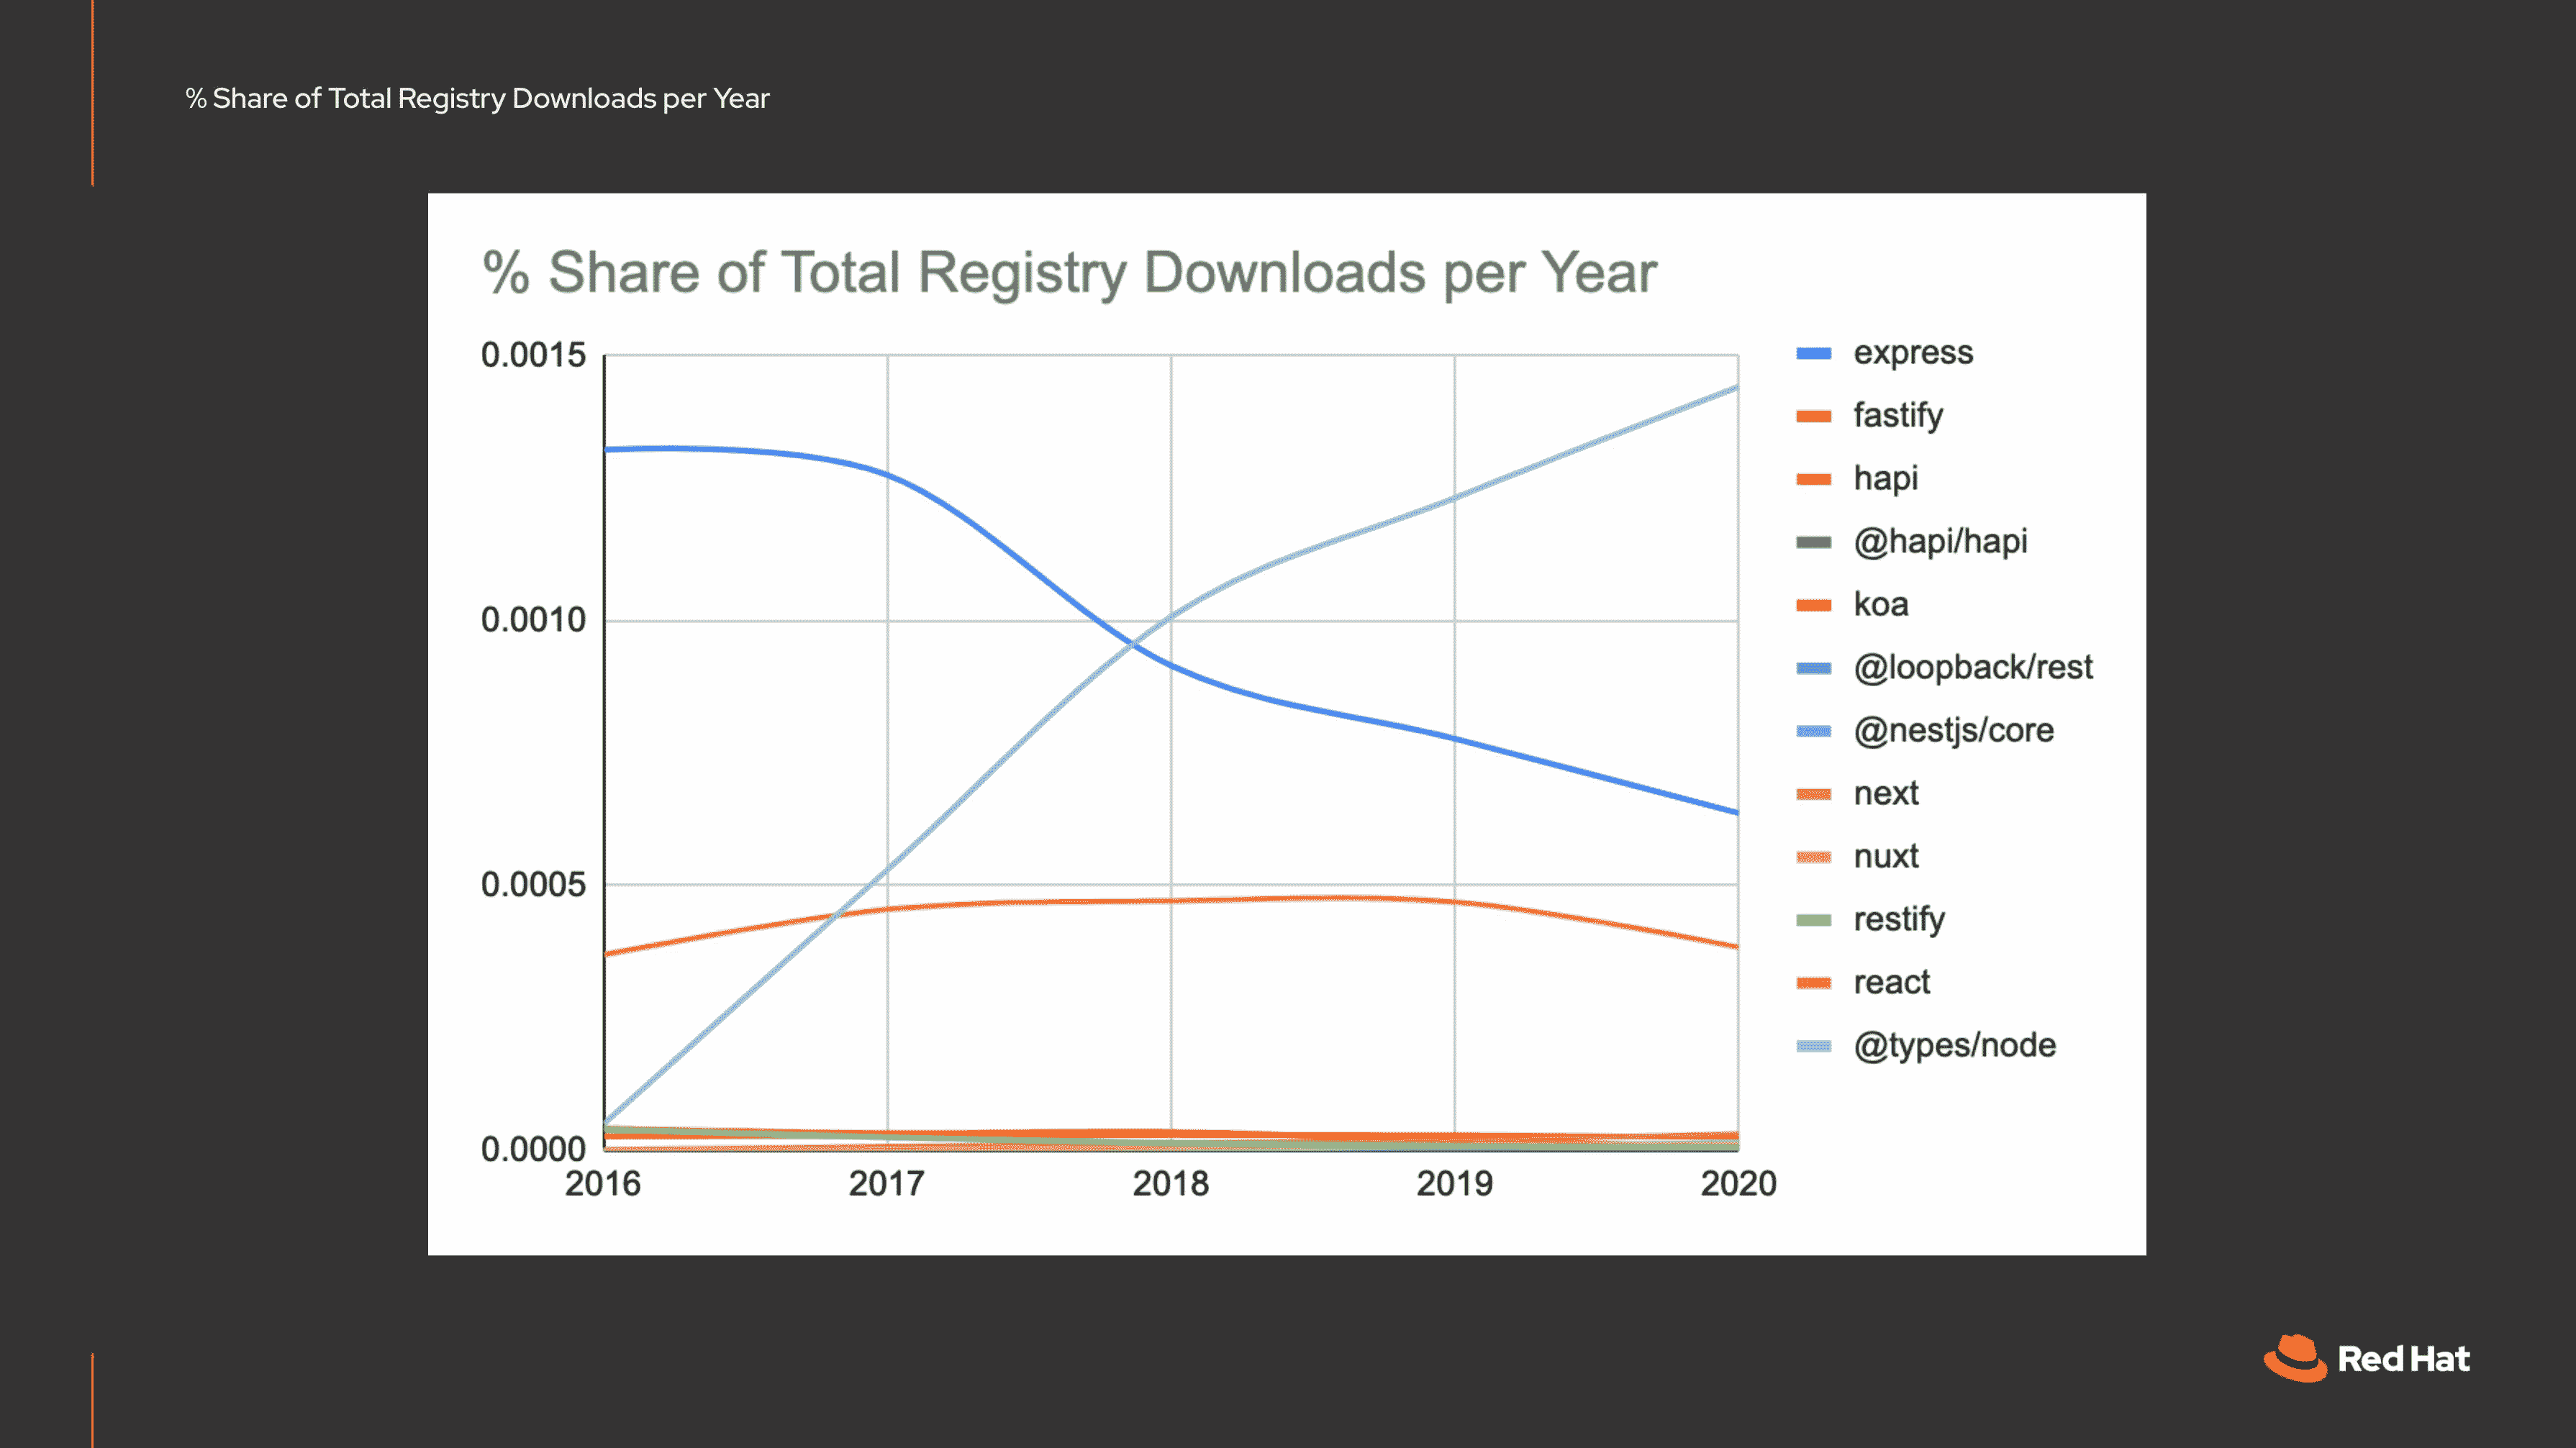 % Share of Total Registry Downloads per Year
% Share of Total Registry Downloads per Year
0.0015
0.0010
0.0005
0.0000
2016 2017 2018 2019 2020
express
fastify
hapi
@hapi/hapi
koa
@loopback/rest
@nestjs/core
next
nuxt
restify
react
@types/node
Red Hat